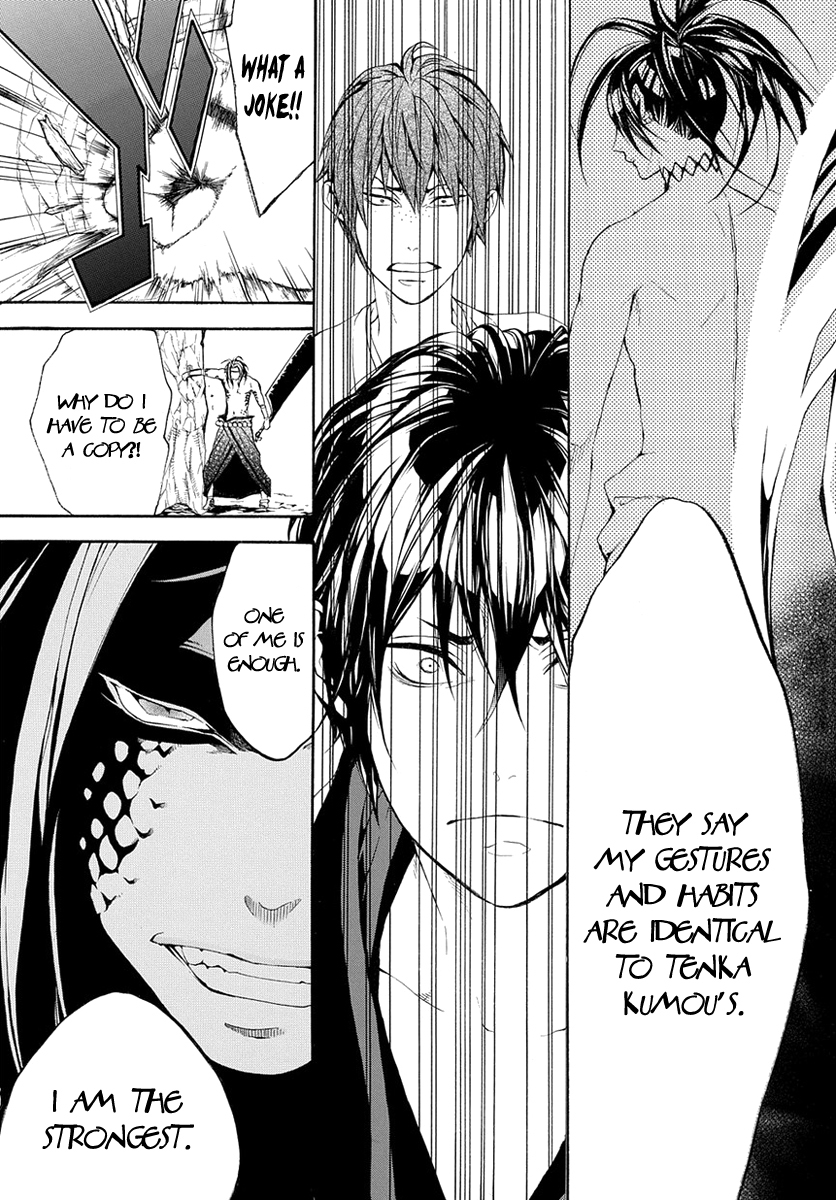 THEY SAY
MY GESTURES
AND HABITS
ARE IDENTICAL
TO TENKA
KUMOU'S.
WHAT A
JOKE!!
WHY DO I
HAVE TO BE
A COPY?!
ONE
OF ME IS
ENOUGH.
I AM THE
STRONGEST.